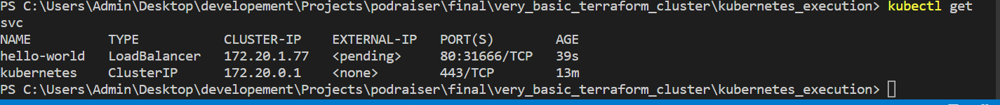 PS C:\Users\Admin\Desktop\developement\Projects\podraiser\final\very_basic_terraform_cluster\kubernetes_execution> kubectl get
svc
NAME          TYPE           CLUSTER-IP    EXTERNAL-IP   PORT(S)        AGE
hello-world   LoadBalancer   172.20.1.77   <pending>     80:31666/TCP   39s
kubernetes    ClusterIP      172.20.0.1    <none>        443/TCP        13m
PS C:\Users\Admin\Desktop\developement\Projects\podraiser\final\very_basic_terraform_cluster\kubernetes_execution>